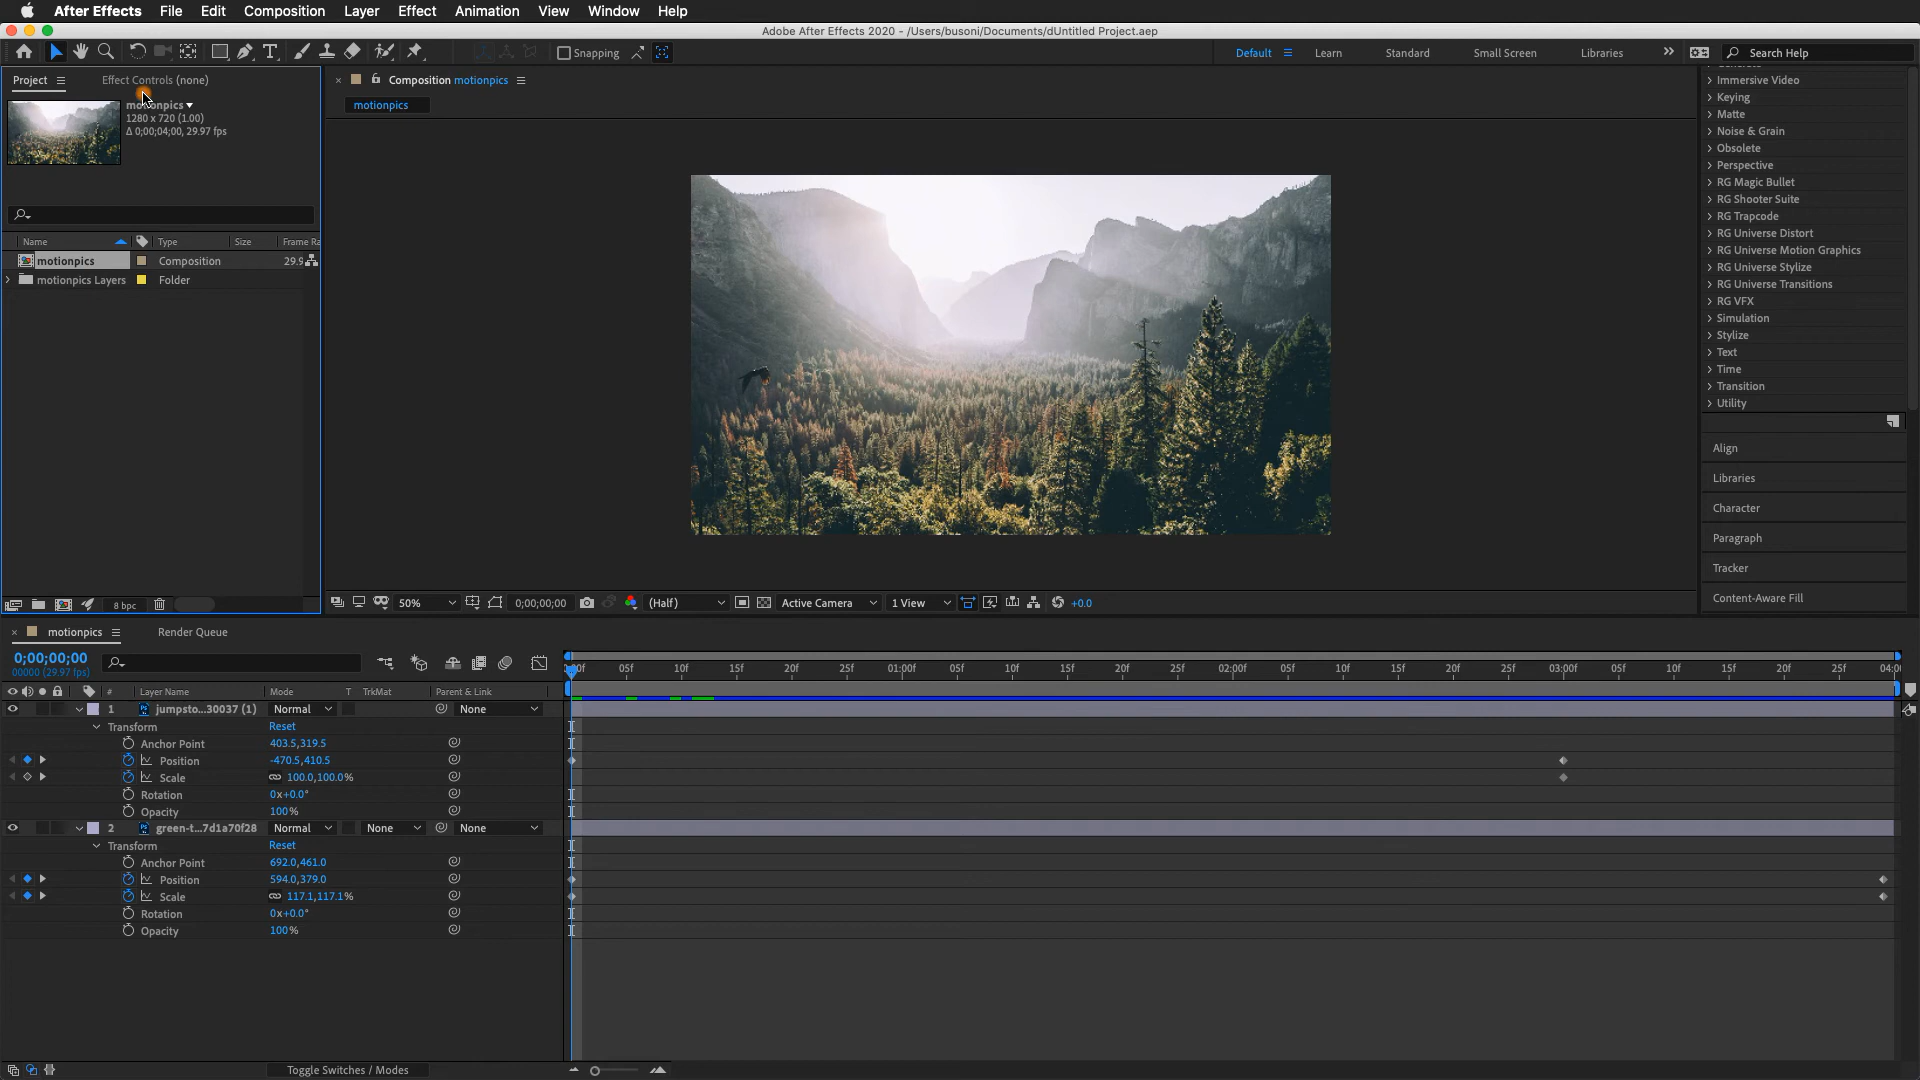 After Effects File Edit Composition Layer Effect Animation View Window Help
Adobe After Effects 2020 - /Users/busoni/Documents/dUntitled Project.aep
T Snapping Default Learn Standard Small Screen Libraries Search Help
Project Effect Controls (none)
motionpics
1280 x 720 (1.00)
Δ 0;00;04;00, 29.97 fps
Name Type Size Frame Ra
motionpics Composition 29.9
motionpics Layers Folder
8 bpc
Composition motionpics
motionpics
50% 0;00;00;00 (Half) Active Camera 1 View +0.0
Immersive Video
Keying
Matte
Noise & Grain
Obsolete
Perspective
RG Magic Bullet
RG Shooter Suite
RG Trapcode
RG Universe Distort
RG Universe Motion Graphics
RG Universe Stylize
RG Universe Transitions
RG VFX
Simulation
Stylize
Text
Time
Transition
Utility
Align
Libraries
Character
Paragraph
Tracker
Content-Aware Fill
motionpics Render Queue
0;00;00;00
00000 (29.97 fps)
:00f 05f 10f 15f 20f 25f 01:00f 05f 10f 15f 20f 25f 02:00f 05f 10f 15f 20f 25f 03:00f 05f 10f 15f 20f 25f 04:00
# Layer Name Mode T TrkMat Parent & Link
1 jumpsto...30037 (1) Normal None
Transform Reset
Anchor Point 403.5,319.5
Position -470.5,410.5
Scale 100.0,100.0%
Rotation 0x+0.0°
Opacity 100%
2 green-t...7d1a70f28 Normal None None
Transform Reset
Anchor Point 692.0,461.0
Position 594.0,379.0
Scale 117.1,117.1%
Rotation 0x+0.0°
Opacity 100%
Toggle Switches / Modes